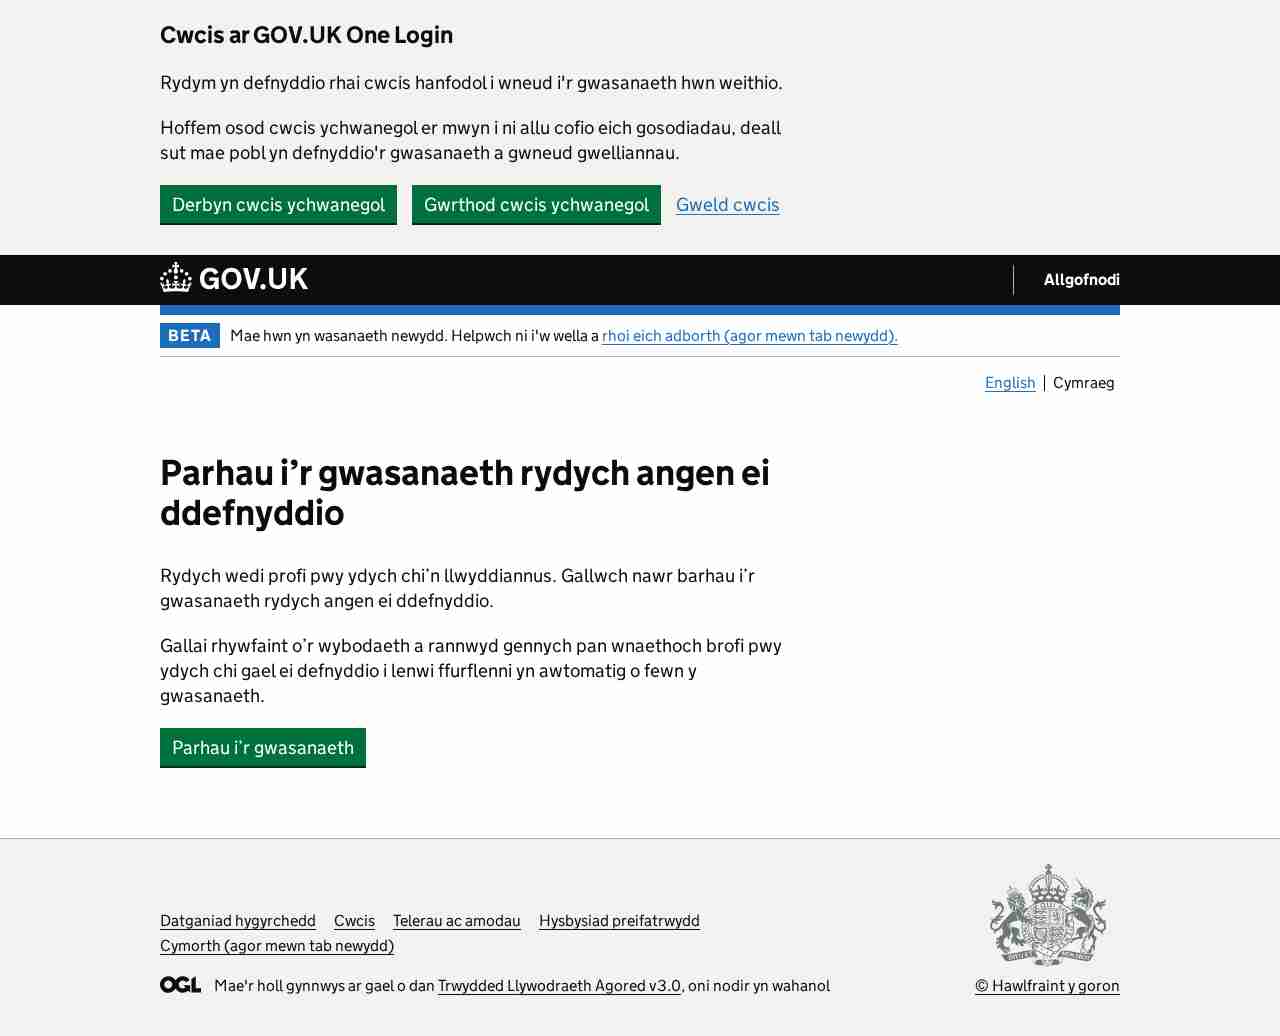 Cwcis ar GOV.UK One Login
Rydym yn defnyddio rhai cwcis hanfodol i wneud i'r gwasanaeth hwn weithio.
Hoffem osod cwcis ychwanegol er mwyn i ni allu cofio eich gosodiadau, deall
sut mae pobl yn defnyddio'r gwasanaeth a gwneud gwelliannau.
Derbyn cwcis ychwanegol Gwrthod cwcis ychwanegol Gweld cwcis
GOV.UK Allgofnodi
BETA Mae hwn yn wasanaeth newydd. Helpwch ni i'w wella a rhoi eich adborth (agor mewn tab newydd).
English Cymraeg
Parhau i’r gwasanaeth rydych angen ei
ddefnyddio
Rydych wedi profi pwy ydych chi’n llwyddiannus. Gallwch nawr barhau i’r
gwasanaeth rydych angen ei ddefnyddio.
Gallai rhywfaint o’r wybodaeth a rannwyd gennych pan wnaethoch brofi pwy
ydych chi gael ei defnyddio i lenwi ffurflenni yn awtomatig o fewn y
gwasanaeth.
Parhau i’r gwasanaeth
Datganiad hygyrchedd Cwcis Telerau ac amodau Hysbysiad preifatrwydd
Cymorth (agor mewn tab newydd)
OGL Mae'r holl gynnwys ar gael o dan Trwydded Llywodraeth Agored v3.0, oni nodir yn wahanol
© Hawlfraint y goron